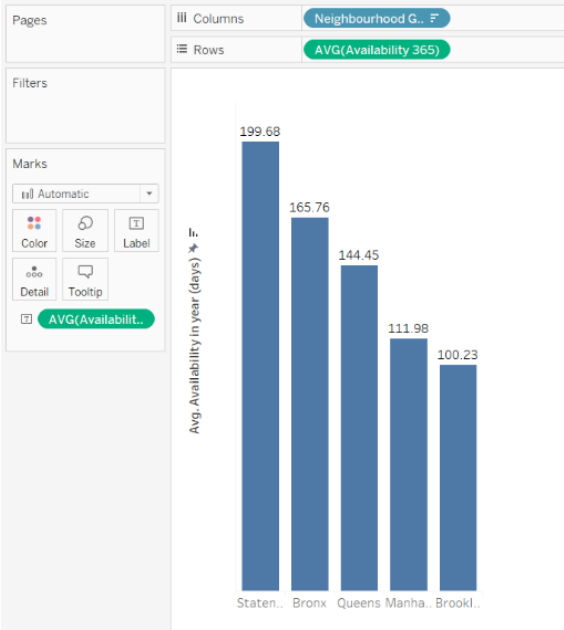 Pages
Columns
Neighbourhood G..
Rows
AVG(Availability 365)
Filters
Marks
Automatic
Color
Size
Label
Detail
Tooltip
AVG(Availabilit..
Avg. Availability in year (days)
199.68
165.76
144.45
111.98
100.23
Staten.. Bronx Queens Manha.. Brookl..